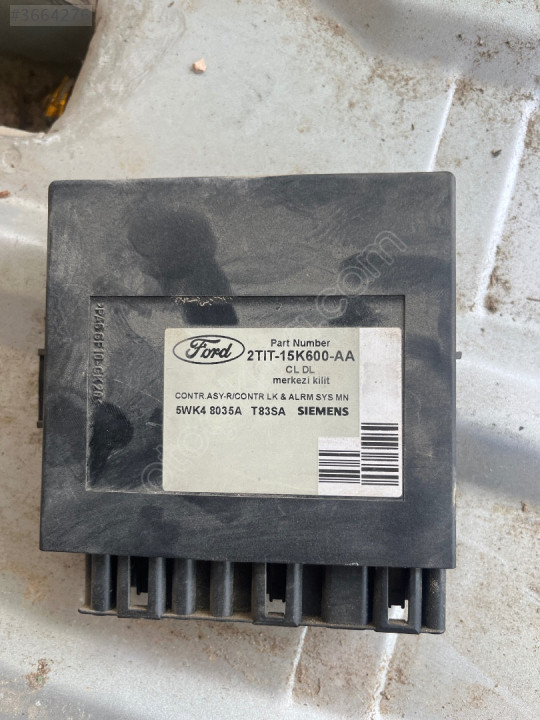 Ford
Part Number
2TIT-15K600-AA
CL DL
merkezi kilit
CONTR.ASY-R/CONTR LK & ALRM SYS MN
5WK4 8035A T83SA SIEMENS